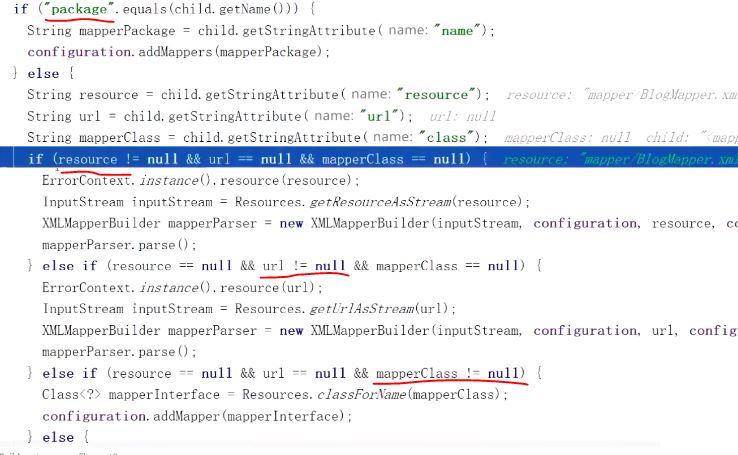 if ("package".equals(child.getName())) {
String mapperPackage = child.getStringAttribute( name: "name");
configuration.addMappers(mapperPackage);
} else {
String resource = child.getStringAttribute( name: "resource"); resource: "mapper/BlogMapper.xm
String url = child.getStringAttribute( name: "url"); url: null
String mapperClass = child.getStringAttribute( name: "class"); mapperClass: null child: "<mapp
if (resource != null && url == null && mapperClass == null) { resource: "mapper/BlogMapper.xml
ErrorContext.instance().resource(resource);
InputStream inputStream = Resources.getResourceAsStream(resource);
XMLMapperBuilder mapperParser = new XMLMapperBuilder(inputStream, configuration, resource, co
mapperParser.parse();
} else if (resource == null && url != null && mapperClass == null) {
ErrorContext.instance().resource(url);
InputStream inputStream = Resources.getUrlAsStream(url);
XMLMapperBuilder mapperParser = new XMLMapperBuilder(inputStream, configuration, url, config
mapperParser.parse();
} else if (resource == null && url == null && mapperClass != null) {
Class<?> mapperInterface = Resources.classForName(mapperClass);
configuration.addMapper(mapperInterface);
} else {